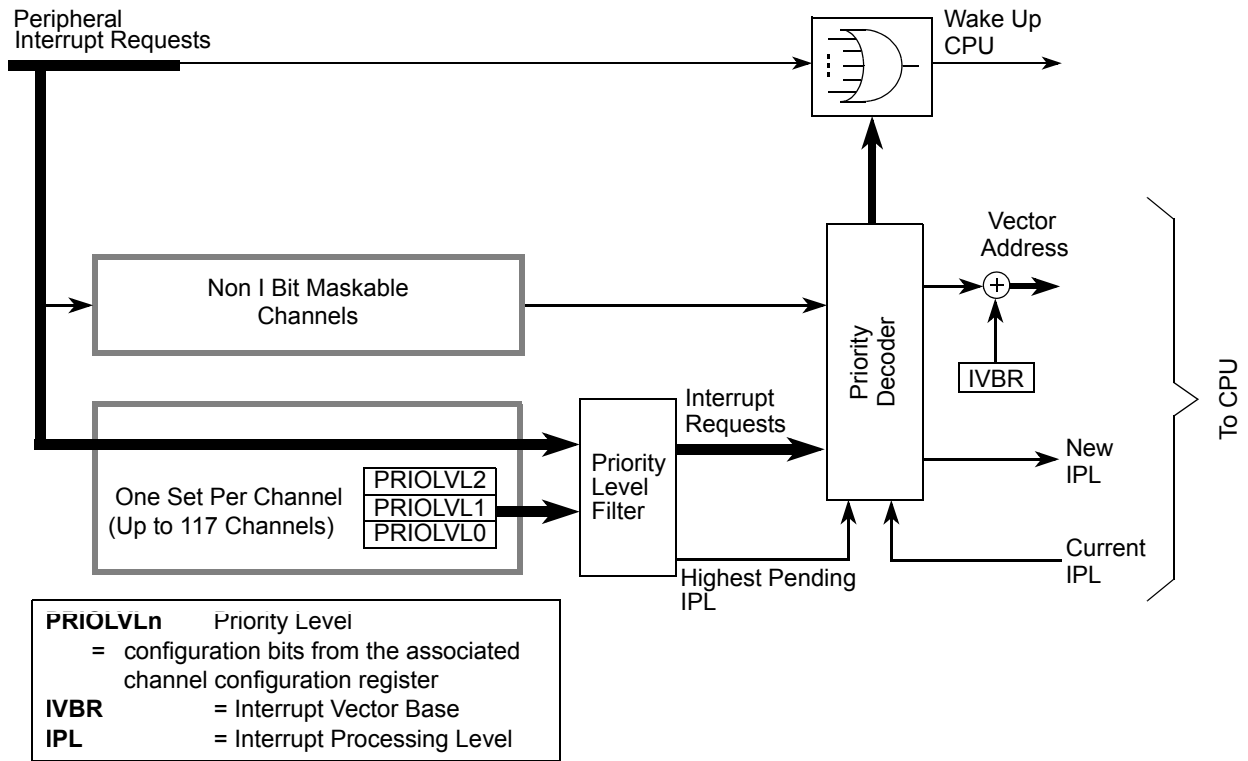 Peripheral
Interrupt Requests
Wake Up
CPU
Non I Bit Maskable
Channels
Priority
Decoder
Vector
Address
IVBR
To CPU
One Set Per Channel
(Up to 117 Channels)
PRIOLVL2
PRIOLVL1
PRIOLVL0
Priority
Level
Filter
Interrupt
Requests
New
IPL
Highest Pending
IPL
Current
IPL
PRIOLVLn Priority Level
= configuration bits from the associated
channel configuration register
IVBR = Interrupt Vector Base
IPL = Interrupt Processing Level